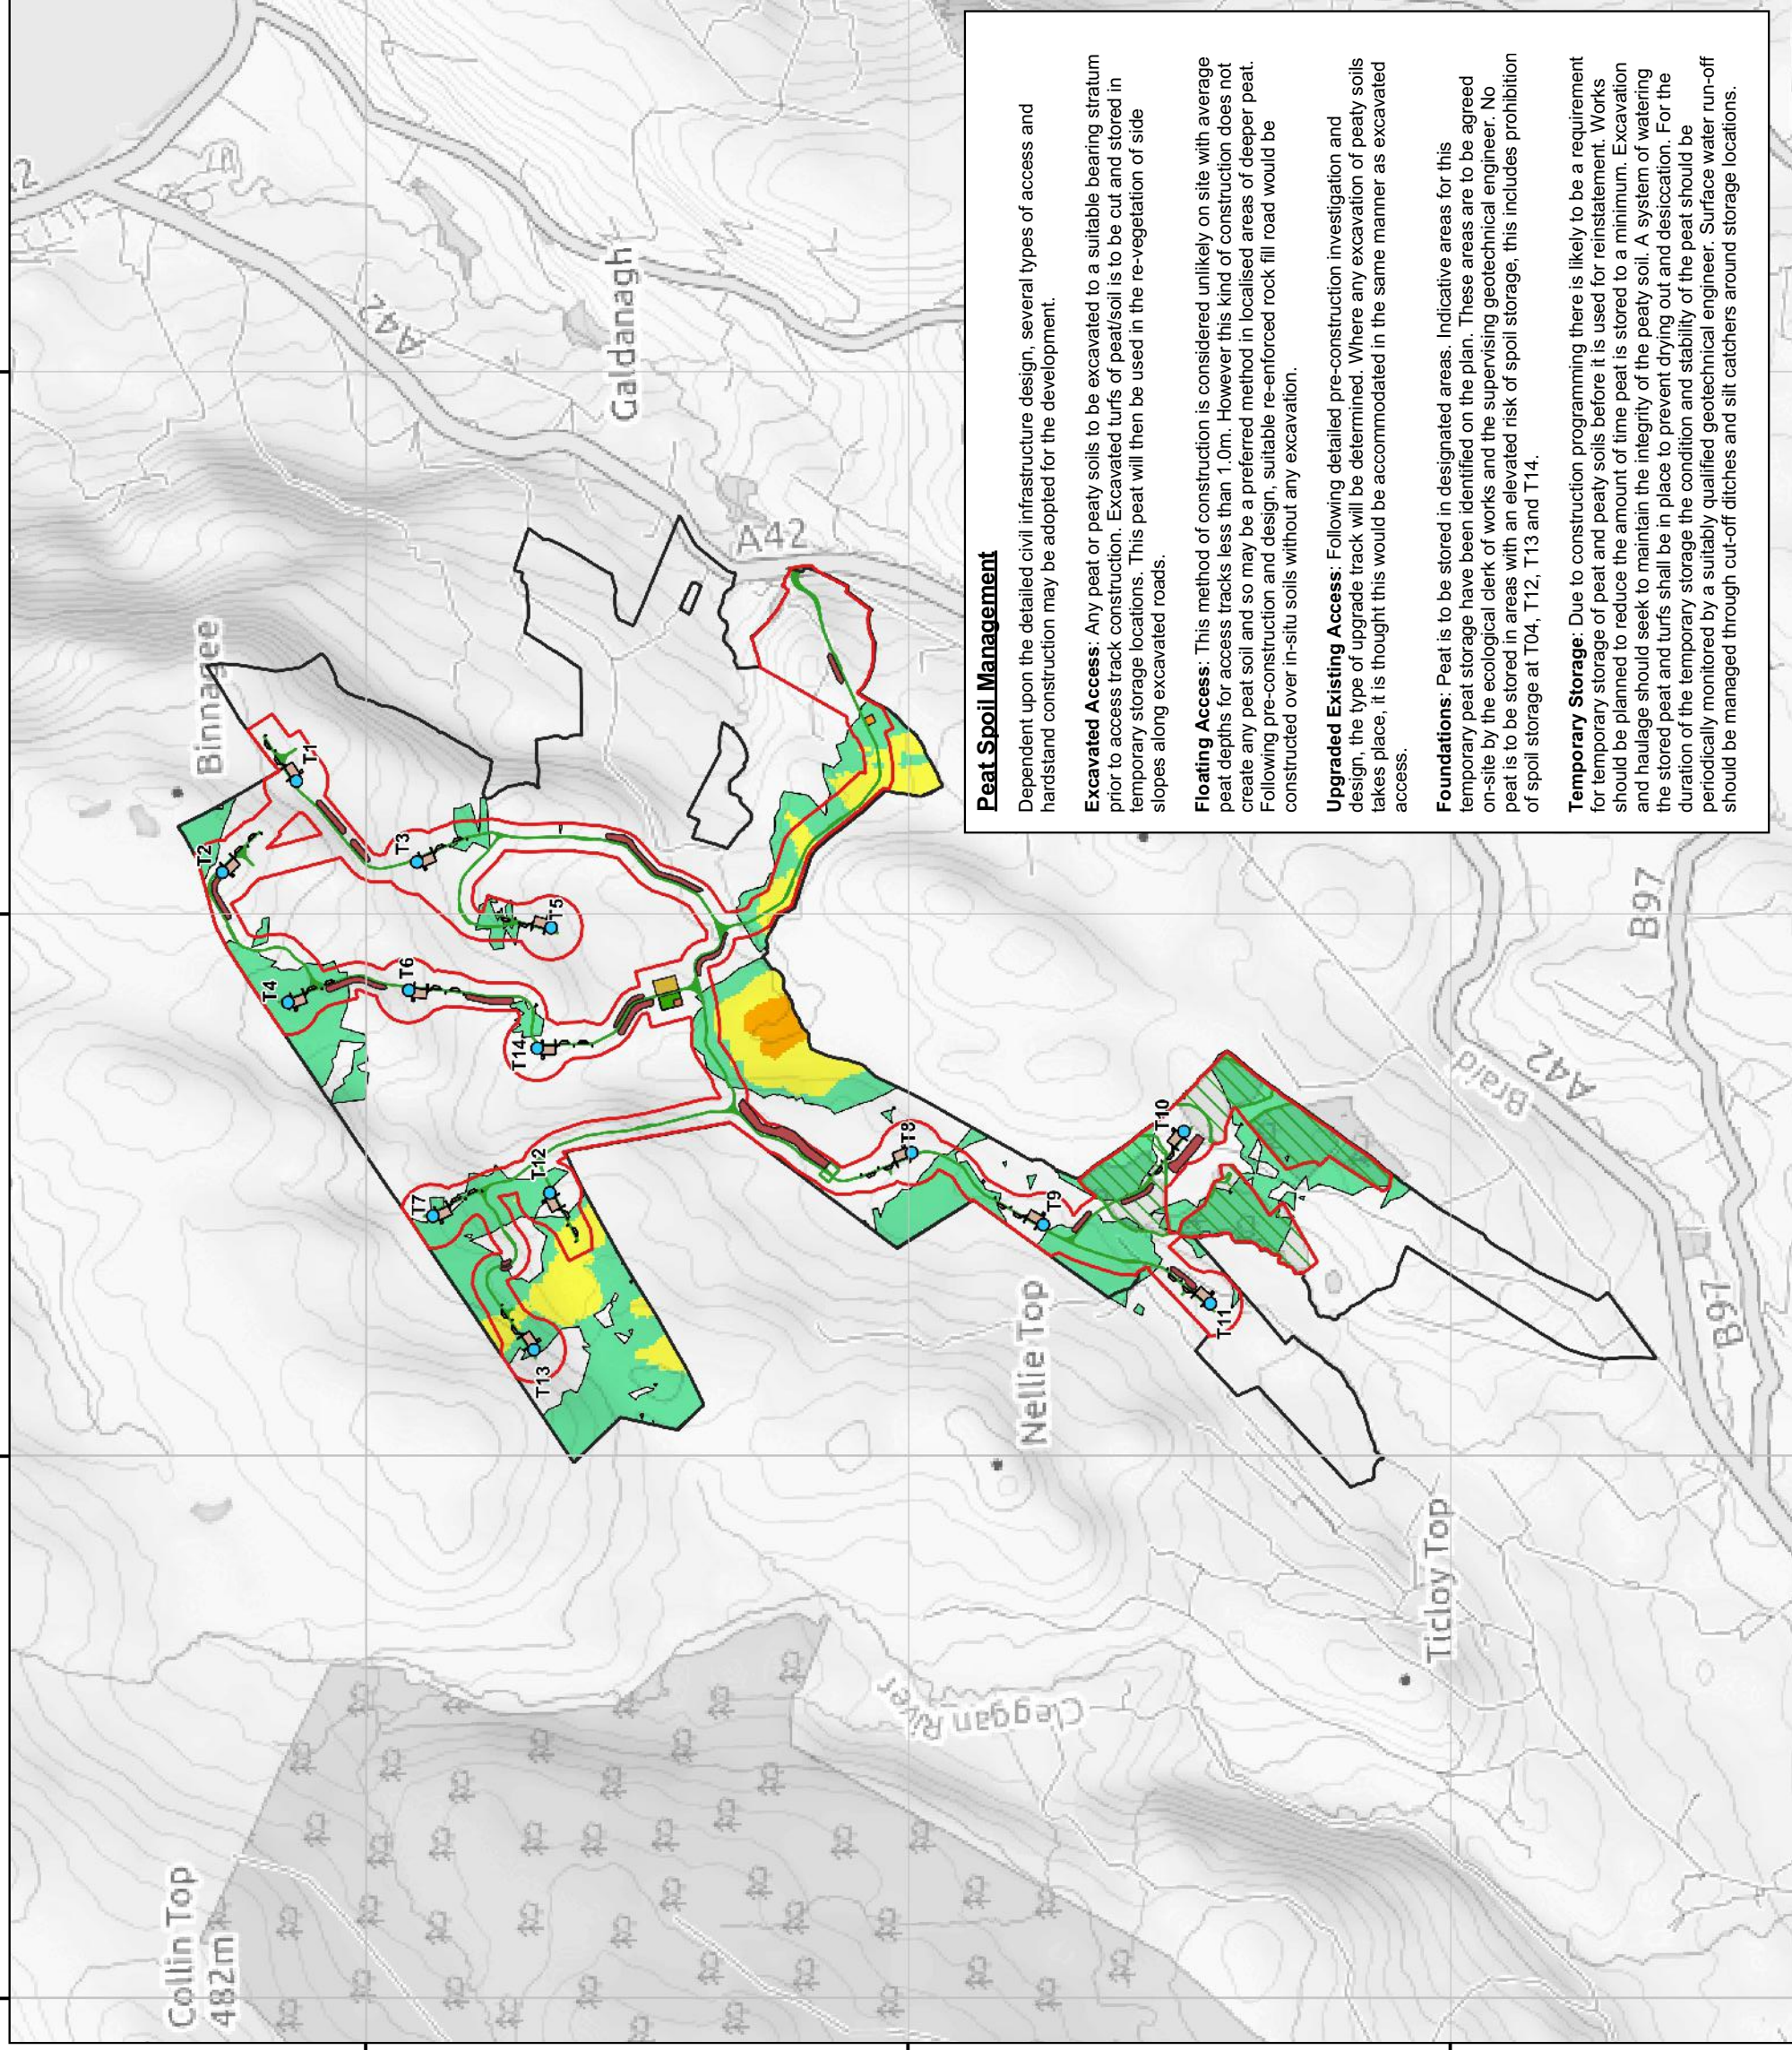 Collin Top
482m
Binnagee
Galdanagh
A42
A42
Nellie Top
Cleggan
River
Ticloy Top
Braid
A42
B97
B97
T1
T2
T3
T4
T5
T6
T7
T8
T9
T10
T11
T12
T13
T14
Peat Spoil Management
Dependent upon the detailed civil infrastructure design, several types of access and
hardstand construction may be adopted for the development.
Excavated Access: Any peat or peaty soils to be excavated to a suitable bearing stratum
prior to access track construction. Excavated turfs of peat/soil is to be cut and stored in
temporary storage locations. This peat will then be used in the re-vegetation of side
slopes along excavated roads.
Floating Access: This method of construction is considered unlikely on site with average
peat depths for access tracks less than 1.0m. However this kind of construction does not
create any peat soil and so may be a preferred method in localised areas of deeper peat.
Following pre-construction and design, suitable re-enforced rock fill road would be
constructed over in-situ soils without any excavation.
Upgraded Existing Access: Following detailed pre-construction investigation and
design, the type of upgrade track will be determined. Where any excavation of peaty soils
takes place, it is thought this would be accommodated in the same manner as excavated
access.
Foundations: Peat is to be stored in designated areas. Indicative areas for this
temporary peat storage have been identified on the plan. These areas are to be agreed
on-site by the ecological clerk of works and the supervising geotechnical engineer. No
peat is to be stored in areas with an elevated risk of spoil storage, this includes prohibition
of spoil storage at T04, T12, T13 and T14.
Temporary Storage: Due to construction programming there is likely to be a requirement
for temporary storage of peat and peaty soils before it is used for reinstatement. Works
should be planned to reduce the amount of time peat is stored to a minimum. Excavation
and haulage should seek to maintain the integrity of the peaty soil. A system of watering
the stored peat and turfs shall be in place to prevent drying out and desiccation. For the
duration of the temporary storage the condition and stability of the peat should be
periodically monitored by a suitably qualified geotechnical engineer. Surface water run-off
should be managed through cut-off ditches and silt catchers around storage locations.